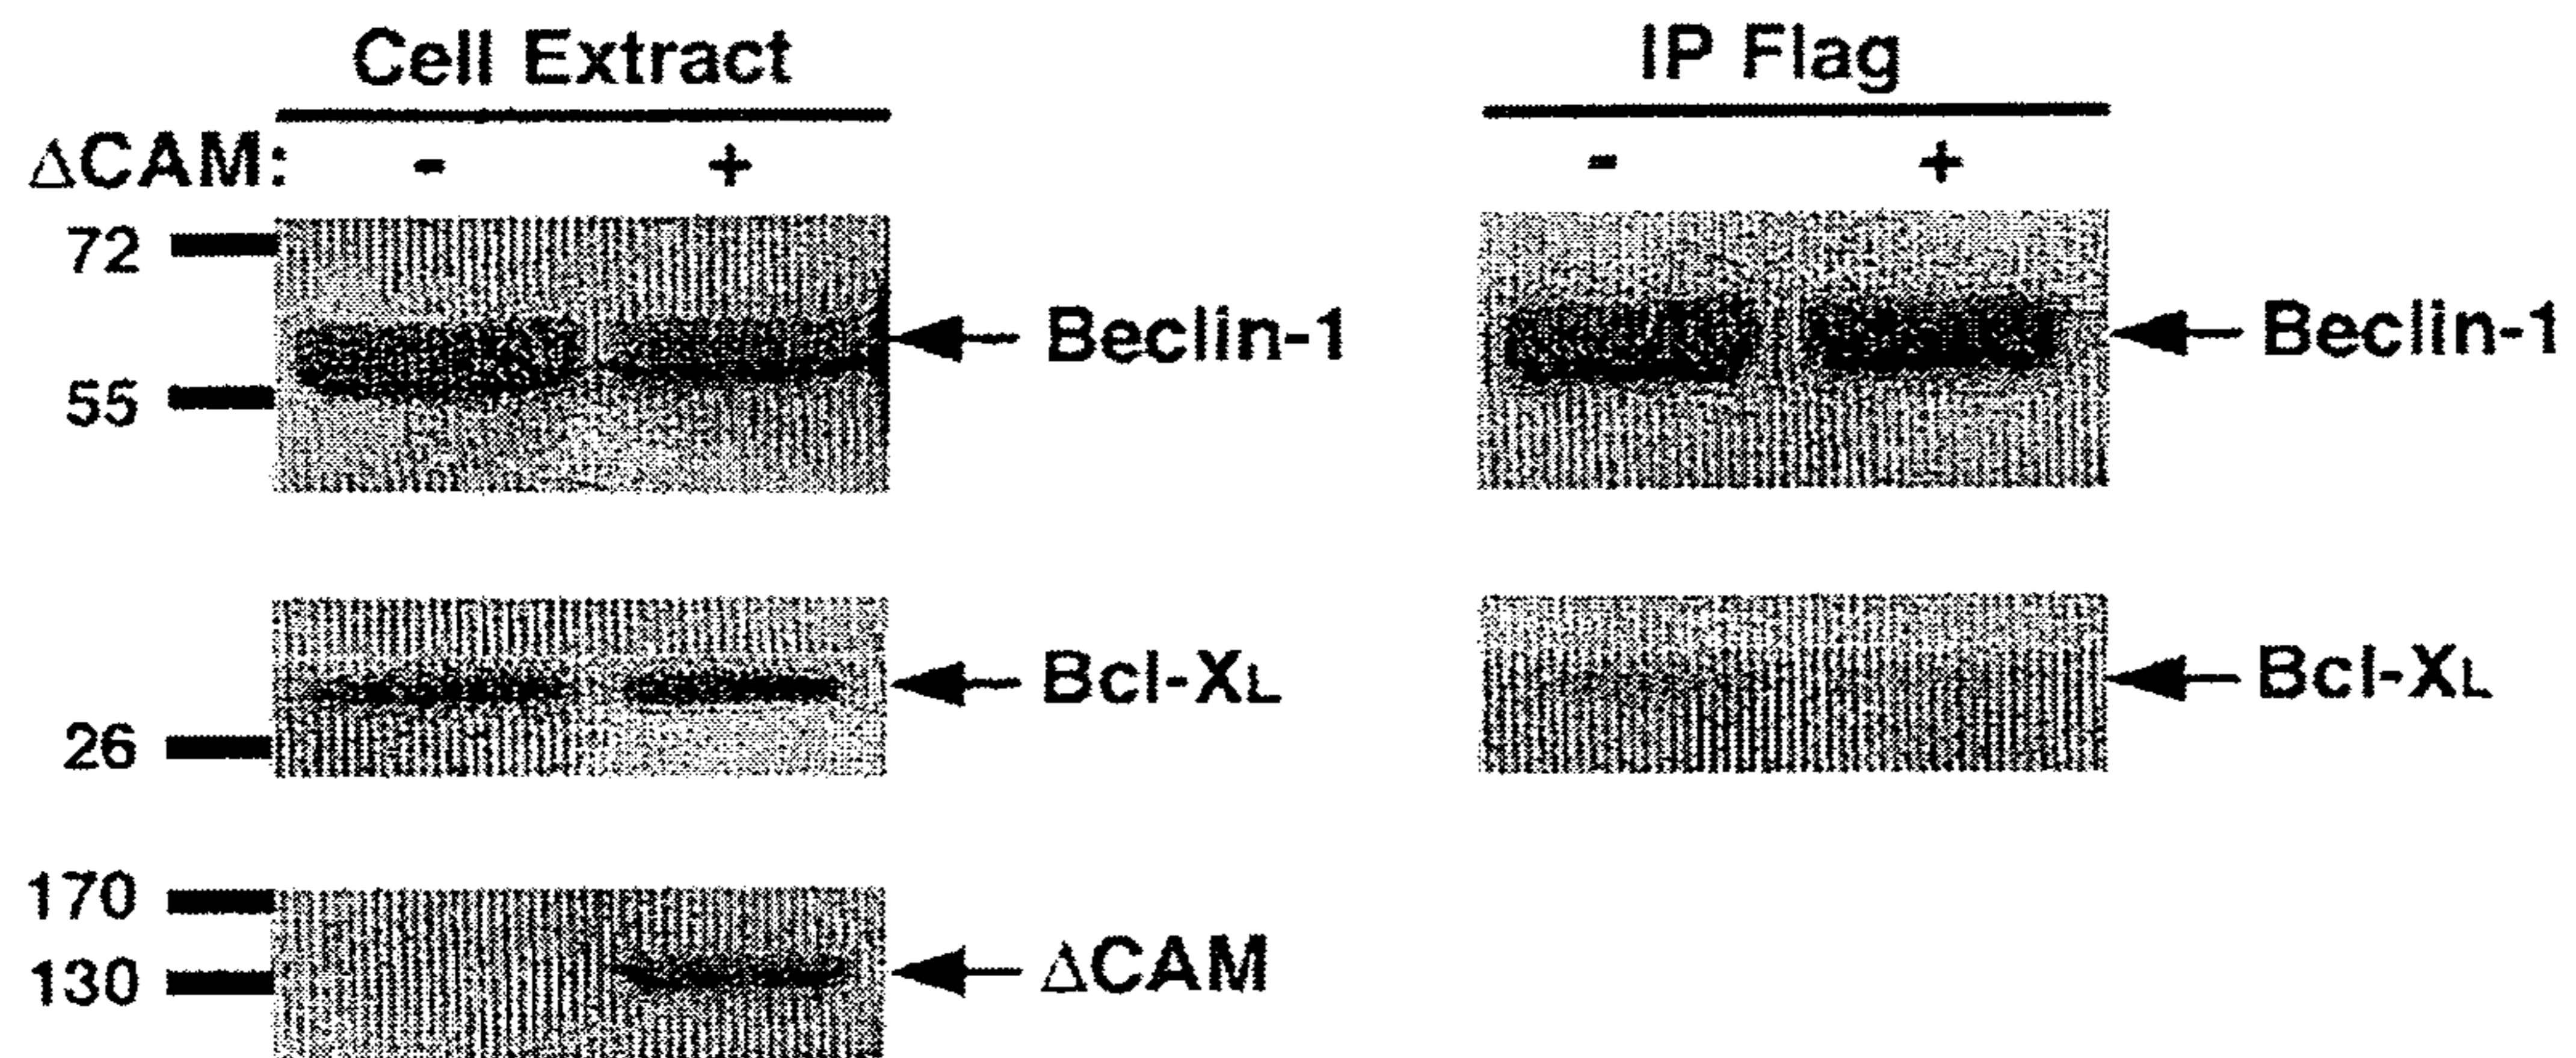 Cell Extract IP Flag
ΔCAM: - + - +
72
Beclin-1 Beclin-1
55
Bcl-XL Bcl-XL
26
170
ΔCAM
130